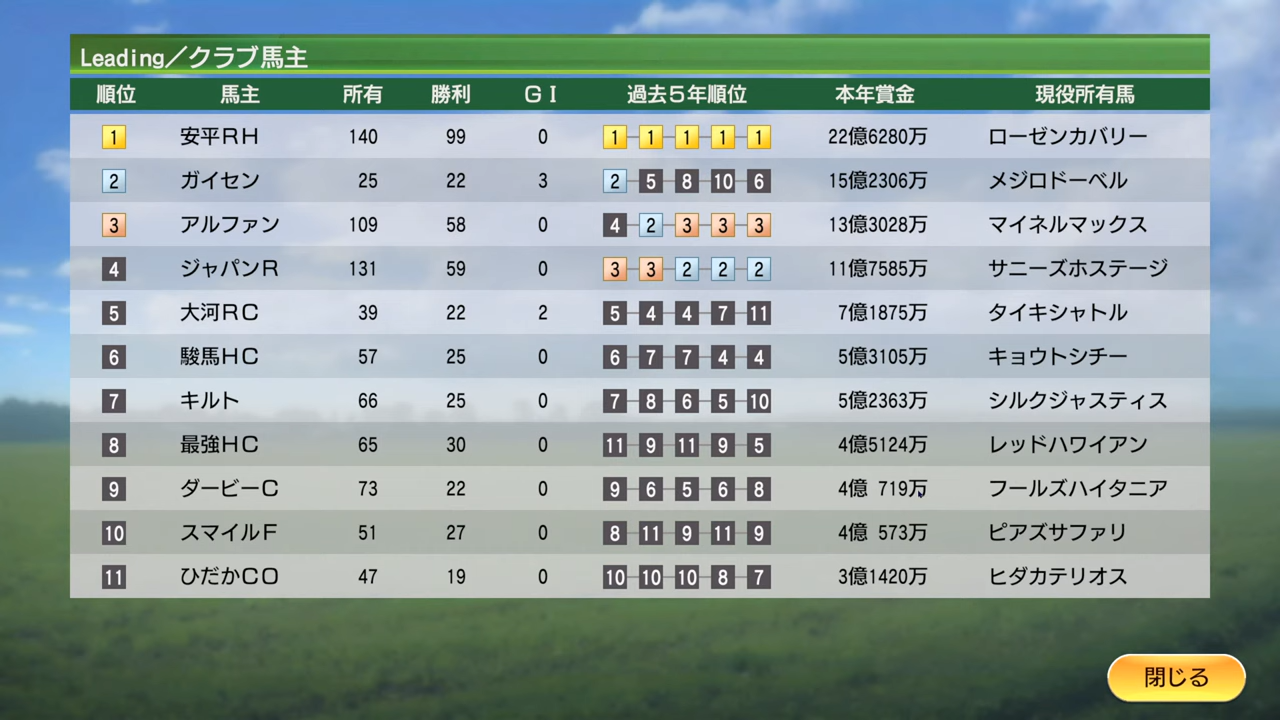 Leading／クラブ馬主
順位 馬主 所有 勝利 ＧⅠ 過去５年順位 本年賞金 現役所有馬
1 安平ＲＨ 140 99 0 1-1-1-1-1 22億6280万 ローゼンカバリー
2 ガイセン 25 22 3 2-5-8-10-6 15億2306万 メジロドーベル
3 アルファン 109 58 0 4-2-3-3-3 13億3028万 マイネルマックス
4 ジャパンＲ 131 59 0 3-3-2-2-2 11億7585万 サニーズホステージ
5 大河ＲＣ 39 22 2 5-4-4-7-11 7億1875万 タイキシャトル
6 駿馬ＨＣ 57 25 0 6-7-7-4-4 5億3105万 キョウトシチー
7 キルト 66 25 0 7-8-6-5-10 5億2363万 シルクジャスティス
8 最強ＨＣ 65 30 0 11-9-11-9-5 4億5124万 レッドハワイアン
9 ダービーＣ 73 22 0 9-6-5-6-8 4億 719万 フールズハイタニア
10 スマイルＦ 51 27 0 8-11-9-11-9 4億 573万 ピアズサファリ
11 ひだかＣＯ 47 19 0 10-10-10-8-7 3億1420万 ヒダカテリオス
閉じる